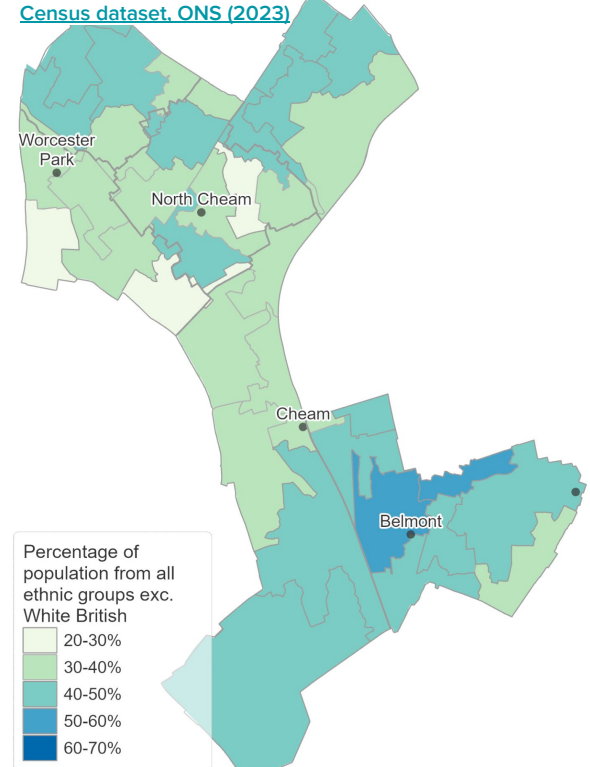 Census dataset, ONS (2023)
Worcester
Park
North Cheam
Cheam
Belmont
Percentage of
population from all
ethnic groups exc.
White British
20-30%
30-40%
40-50%
50-60%
60-70%